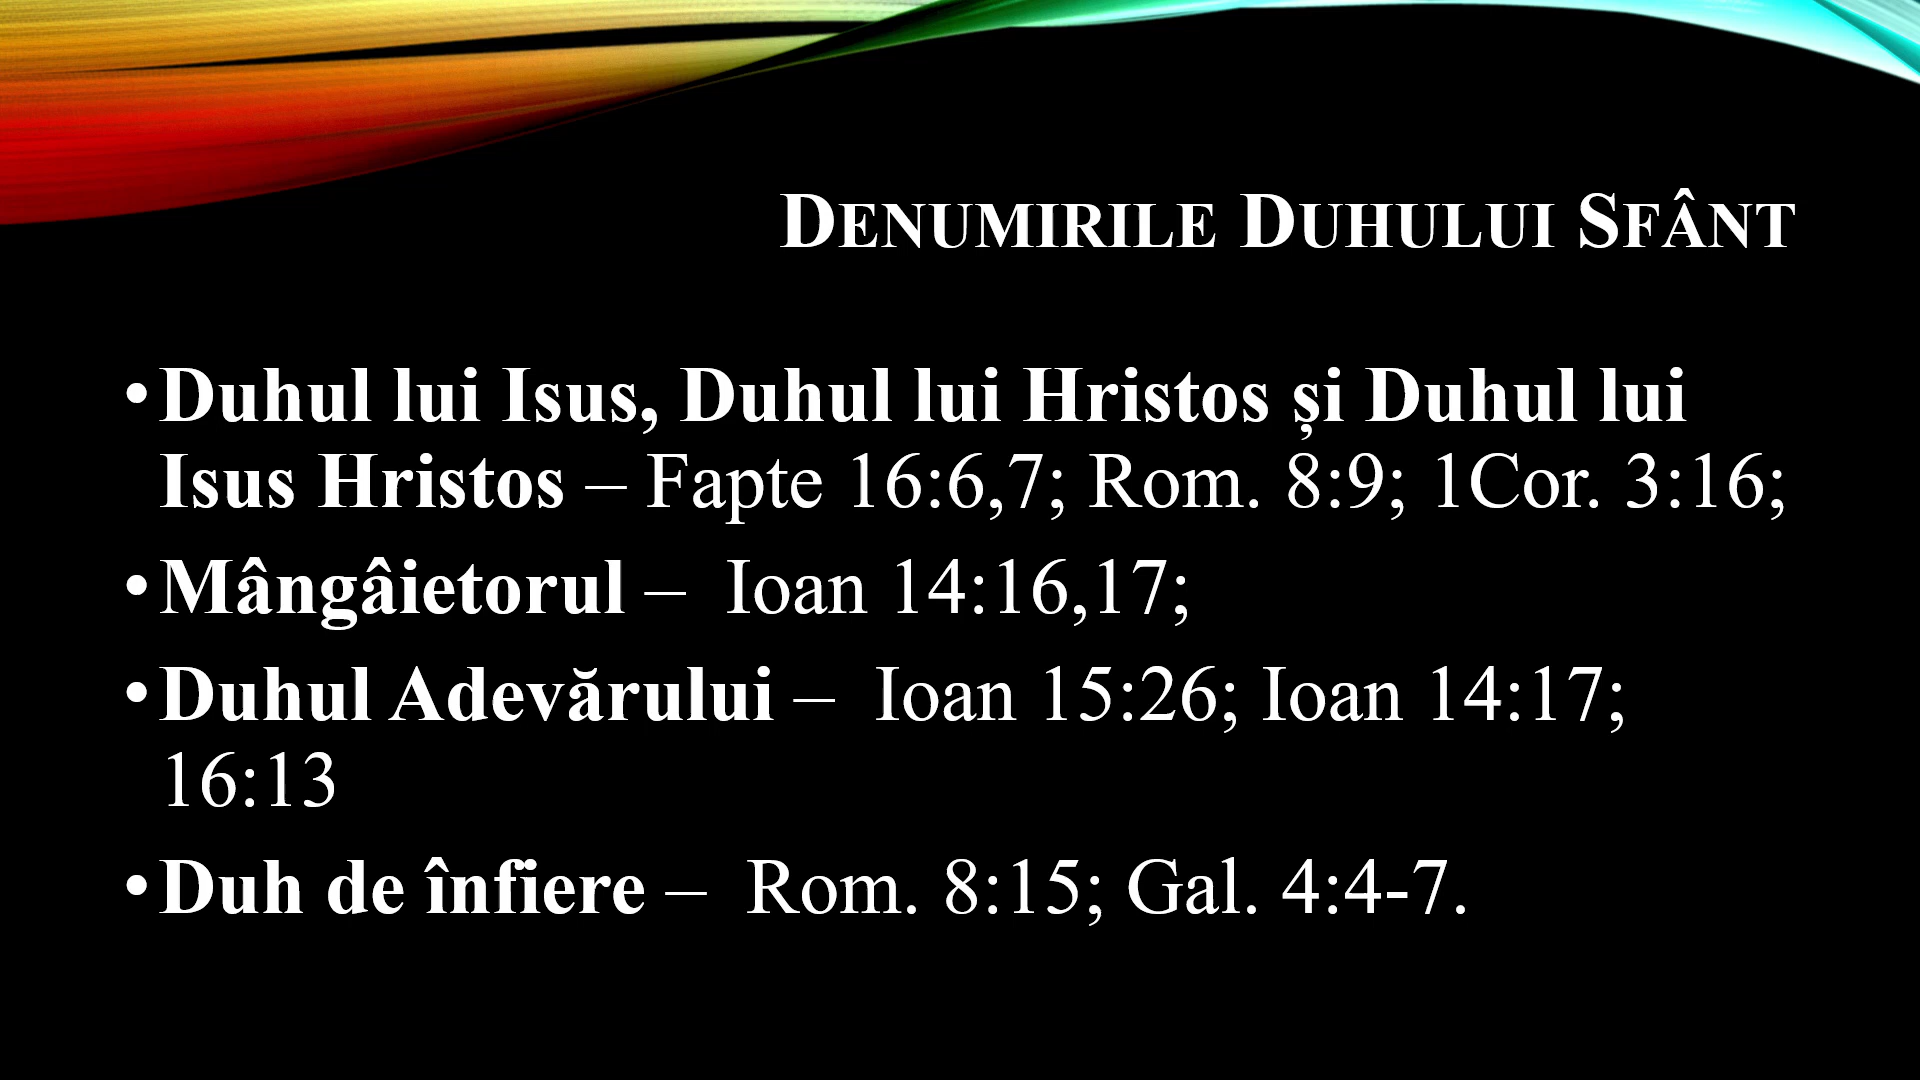 DENUMIRILE DUHULUI SFÂNT
• Duhul lui Isus, Duhul lui Hristos și Duhul lui
Isus Hristos – Fapte 16:6,7; Rom. 8:9; 1Cor. 3:16;
• Mângâietorul – Ioan 14:16,17;
• Duhul Adevărului – Ioan 15:26; Ioan 14:17;
16:13
• Duh de înfiere – Rom. 8:15; Gal. 4:4-7.